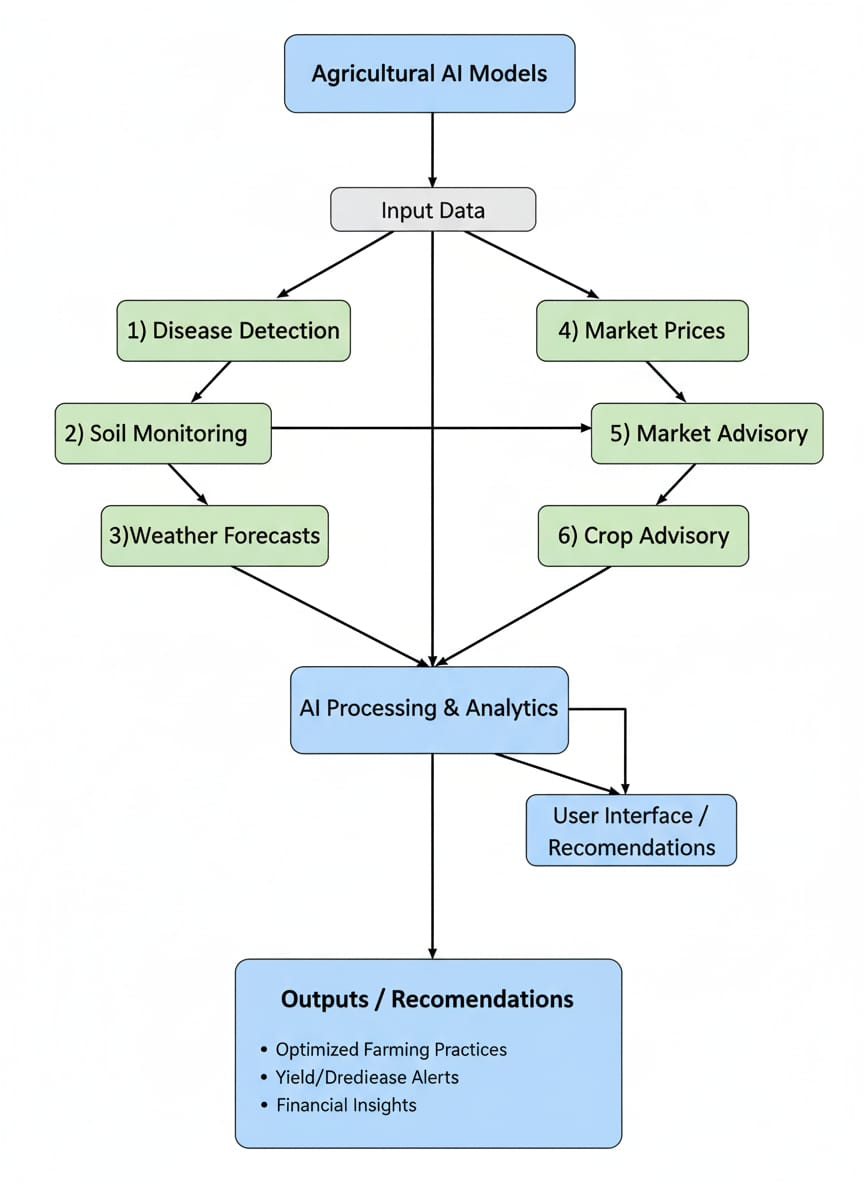 Agricultural AI Models
Input Data
1) Disease Detection
4) Market Prices
2) Soil Monitoring
5) Market Advisory
3)Weather Forecasts
6) Crop Advisory
AI Processing & Analytics
User Interface /
Recomendations
Outputs / Recomendations
• Optimized Farming Practices
• Yield/Drediease Alerts
• Financial Insights